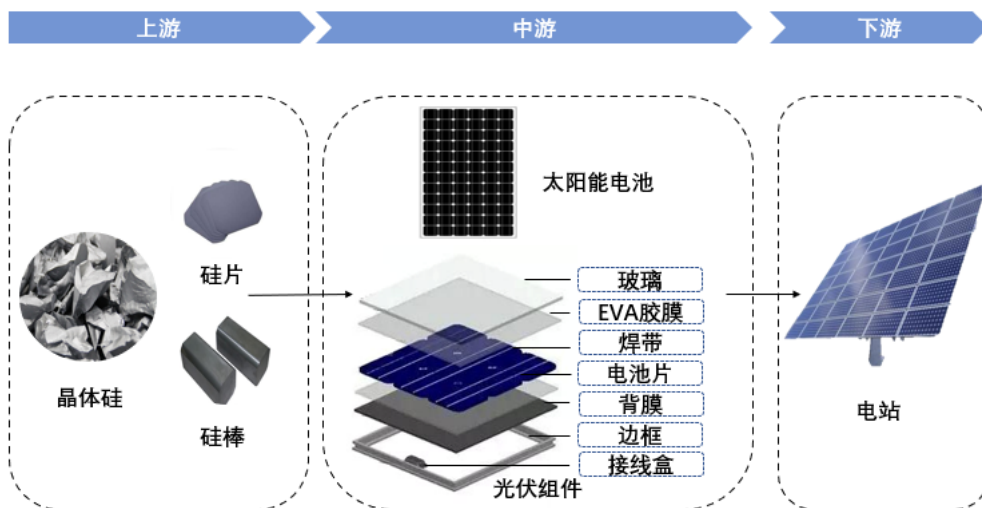 上游
中游
下游
太阳能电池
硅片
晶体硅
硅棒
玻璃
EVA胶膜
焊带
电池片
背膜
边框
接线盒
光伏組件
电站